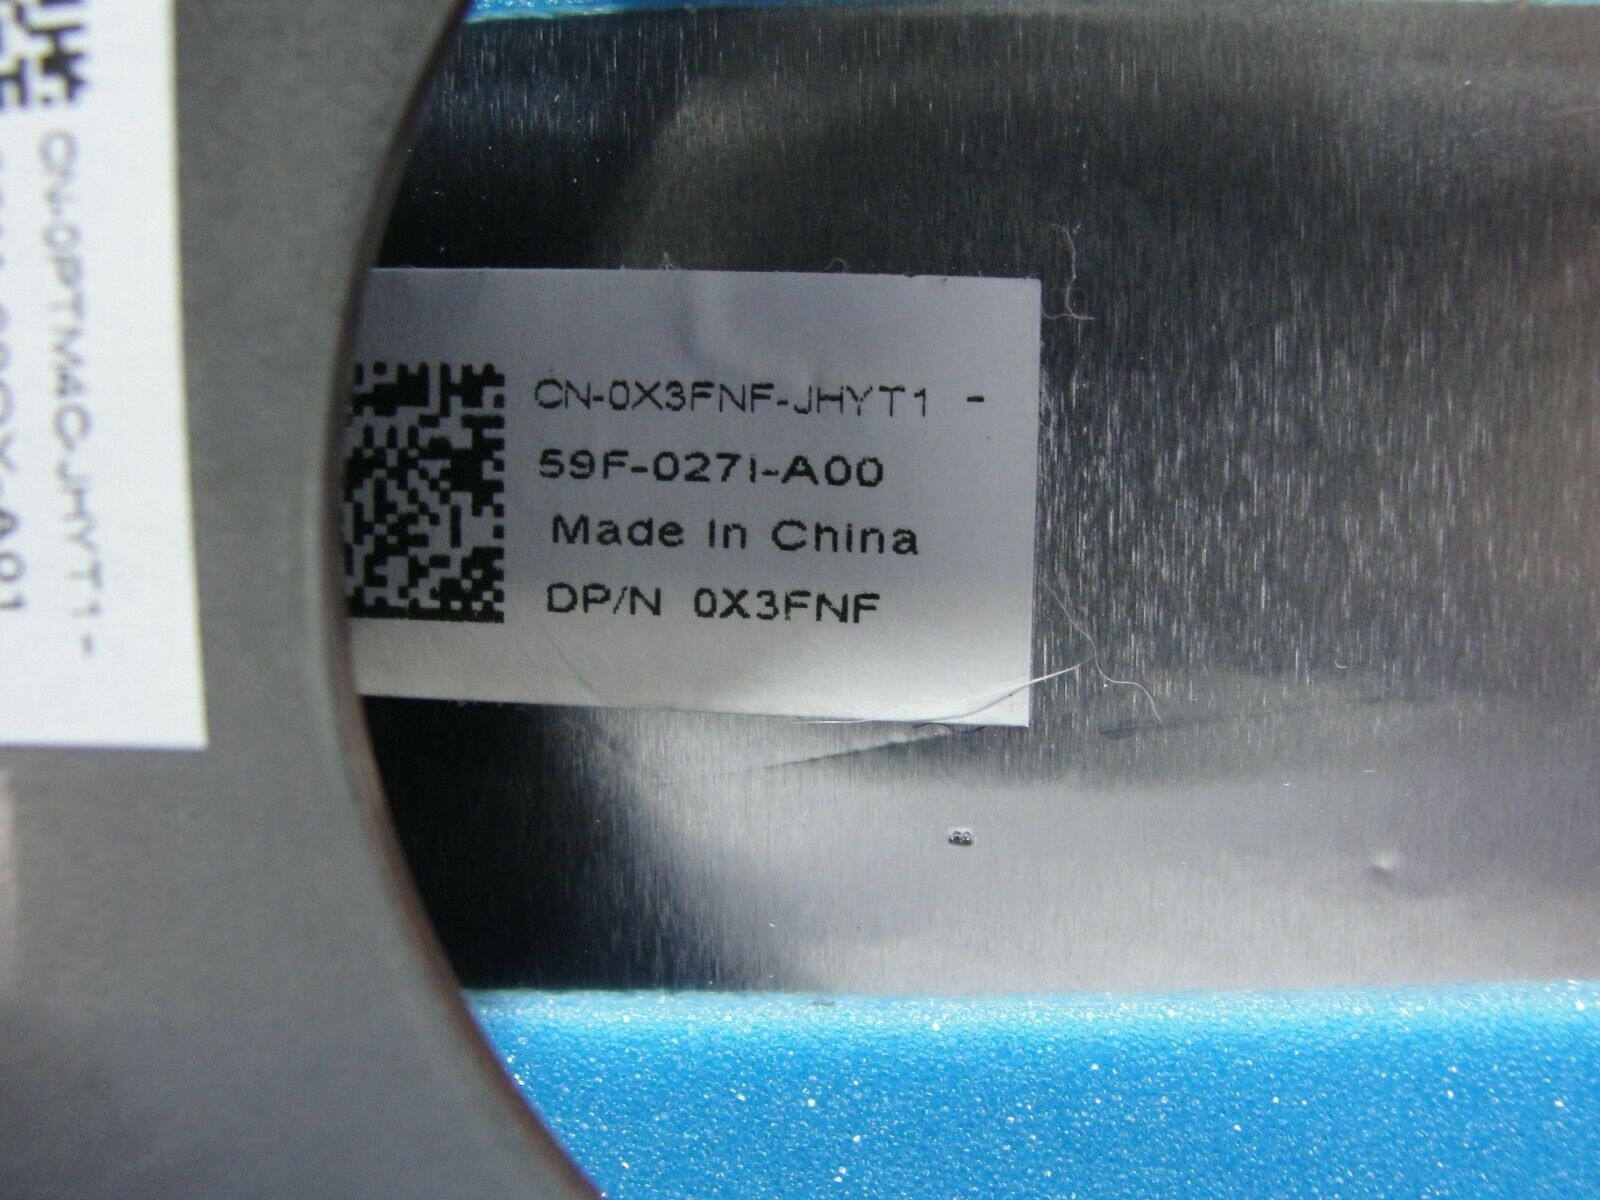 CN-0X3FNF-JHYT1 -
59F-027I-A00
Made In China
DP/N 0X3FNF
CN-0PTM4C-JHYT1 -